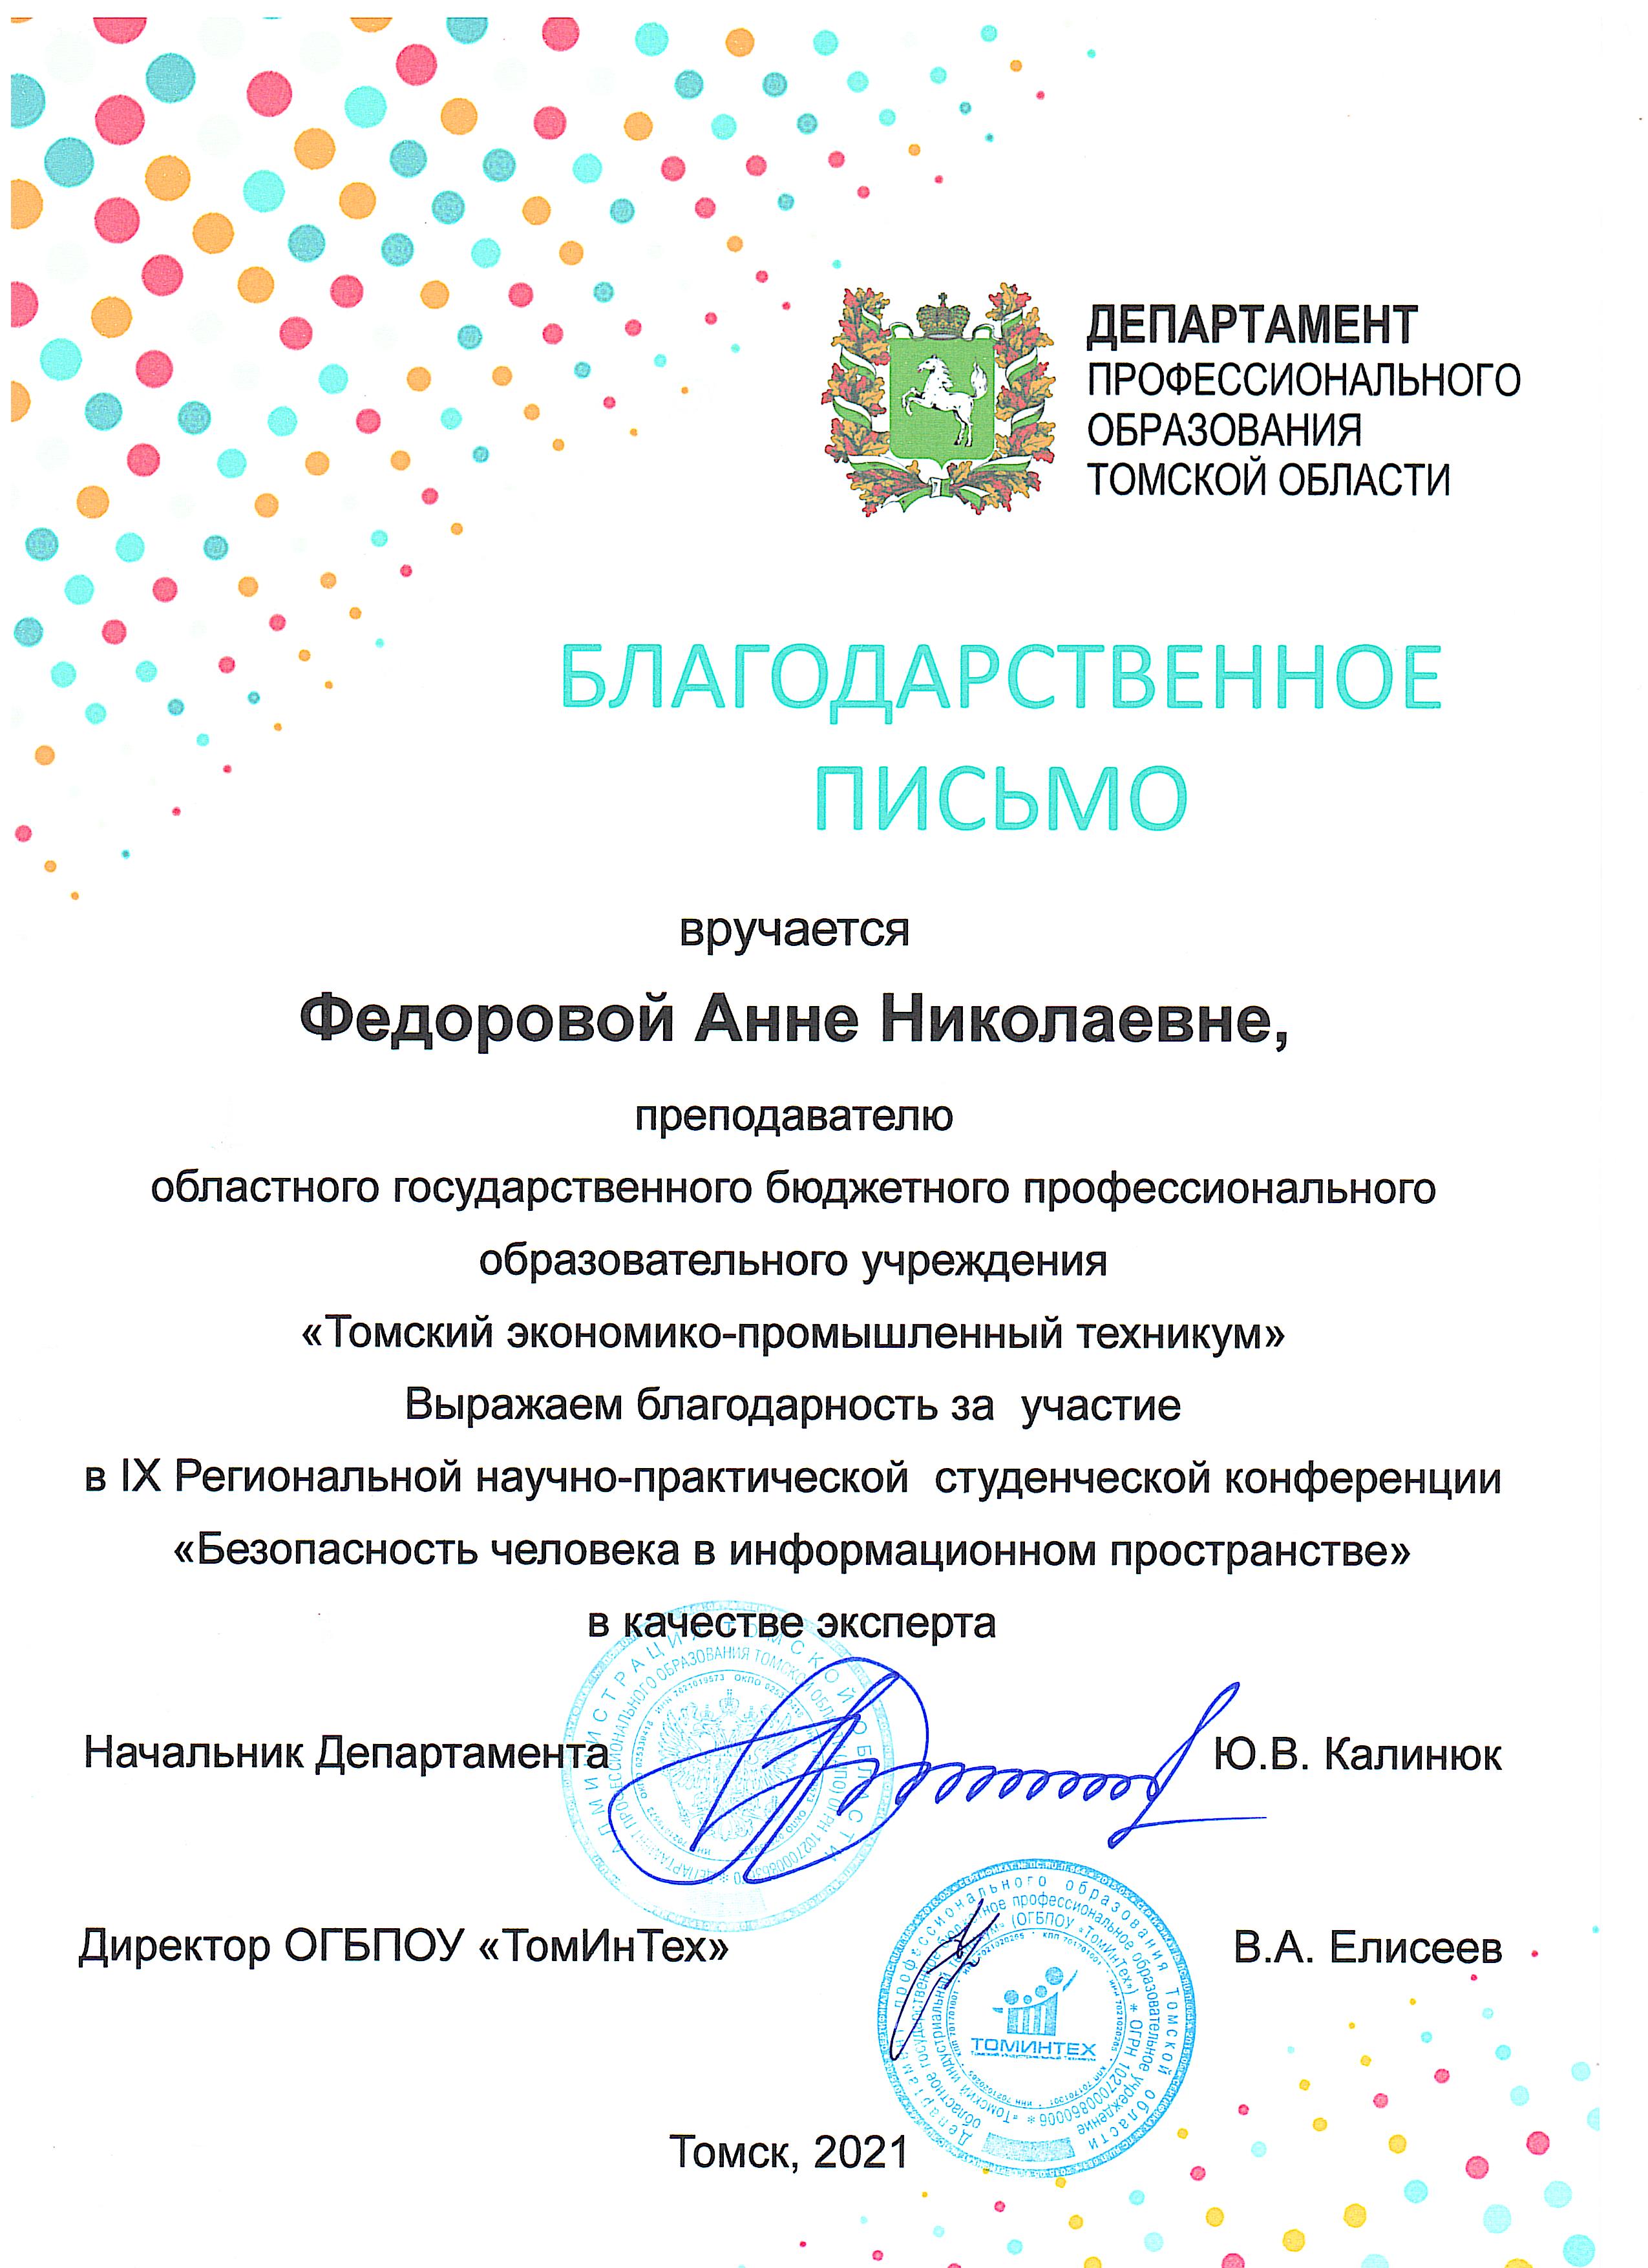 ДЕПАРТАМЕНТ
ПРОФЕССИОНАЛЬНОГО
ОБРАЗОВАНИЯ
ТОМСКОЙ ОБЛАСТИ
БЛАГОДАРСТВЕННОЕ
ПИСЬМО
вручается
Федоровой Анне Николаевне,
преподавателю
областного государственного бюджетного профессионального
образовательного учреждения
«Томский экономико-промышленный техникум»
Выражаем благодарность за участие
в IX Региональной научно-практической студенческой конференции
«Безопасность человека в информационном пространстве»
в качестве эксперта
Начальник Департамента
Ю.В. Калинюк
Директор ОГБПОУ «ТомИнТех»
В.А. Елисеев
ТОМИНТЕХ
Томск, 2021